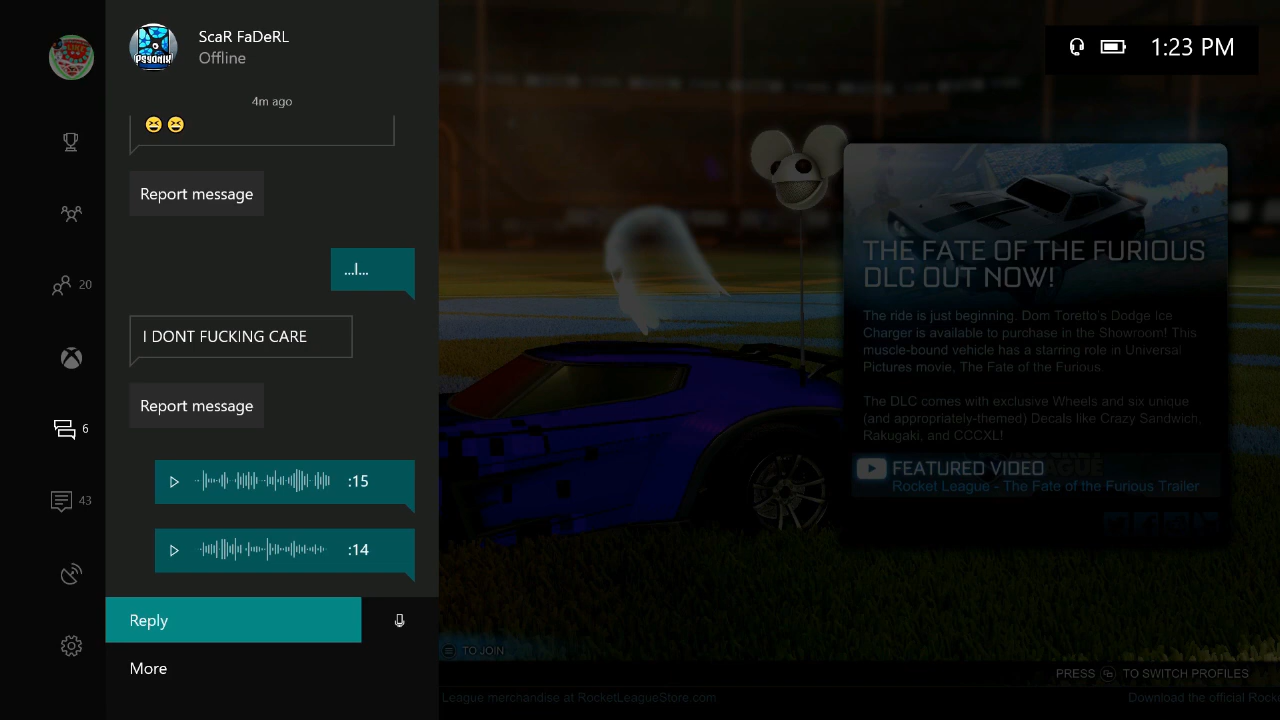 ScaR FaDeRL
Offline
PSYONIX
4m ago
😆 😆
Report message
...I...
I DONT FUCKING CARE
Report message
:15
:14
Reply
More
20
6
43
1:23 PM
THE FATE OF THE FURIOUS
DLC OUT NOW!
The ride is just beginning. Dom Toretto's Dodge Ice
Charger is available to purchase in the Showroom! This
muscle-bound vehicle has a starring role in Universal
Pictures movie, The Fate of the Furious.
The DLC comes with exclusive Wheels and six unique
(and appropriately-themed) Decals like Crazy Sandwich,
Rakugaki, and CCCXL!
FEATURED VIDEO
Rocket League - The Fate of the Furious Trailer
TO JOIN
PRESS TO SWITCH PROFILES
League merchandise at RocketLeagueStore.com
Download the official Rocke